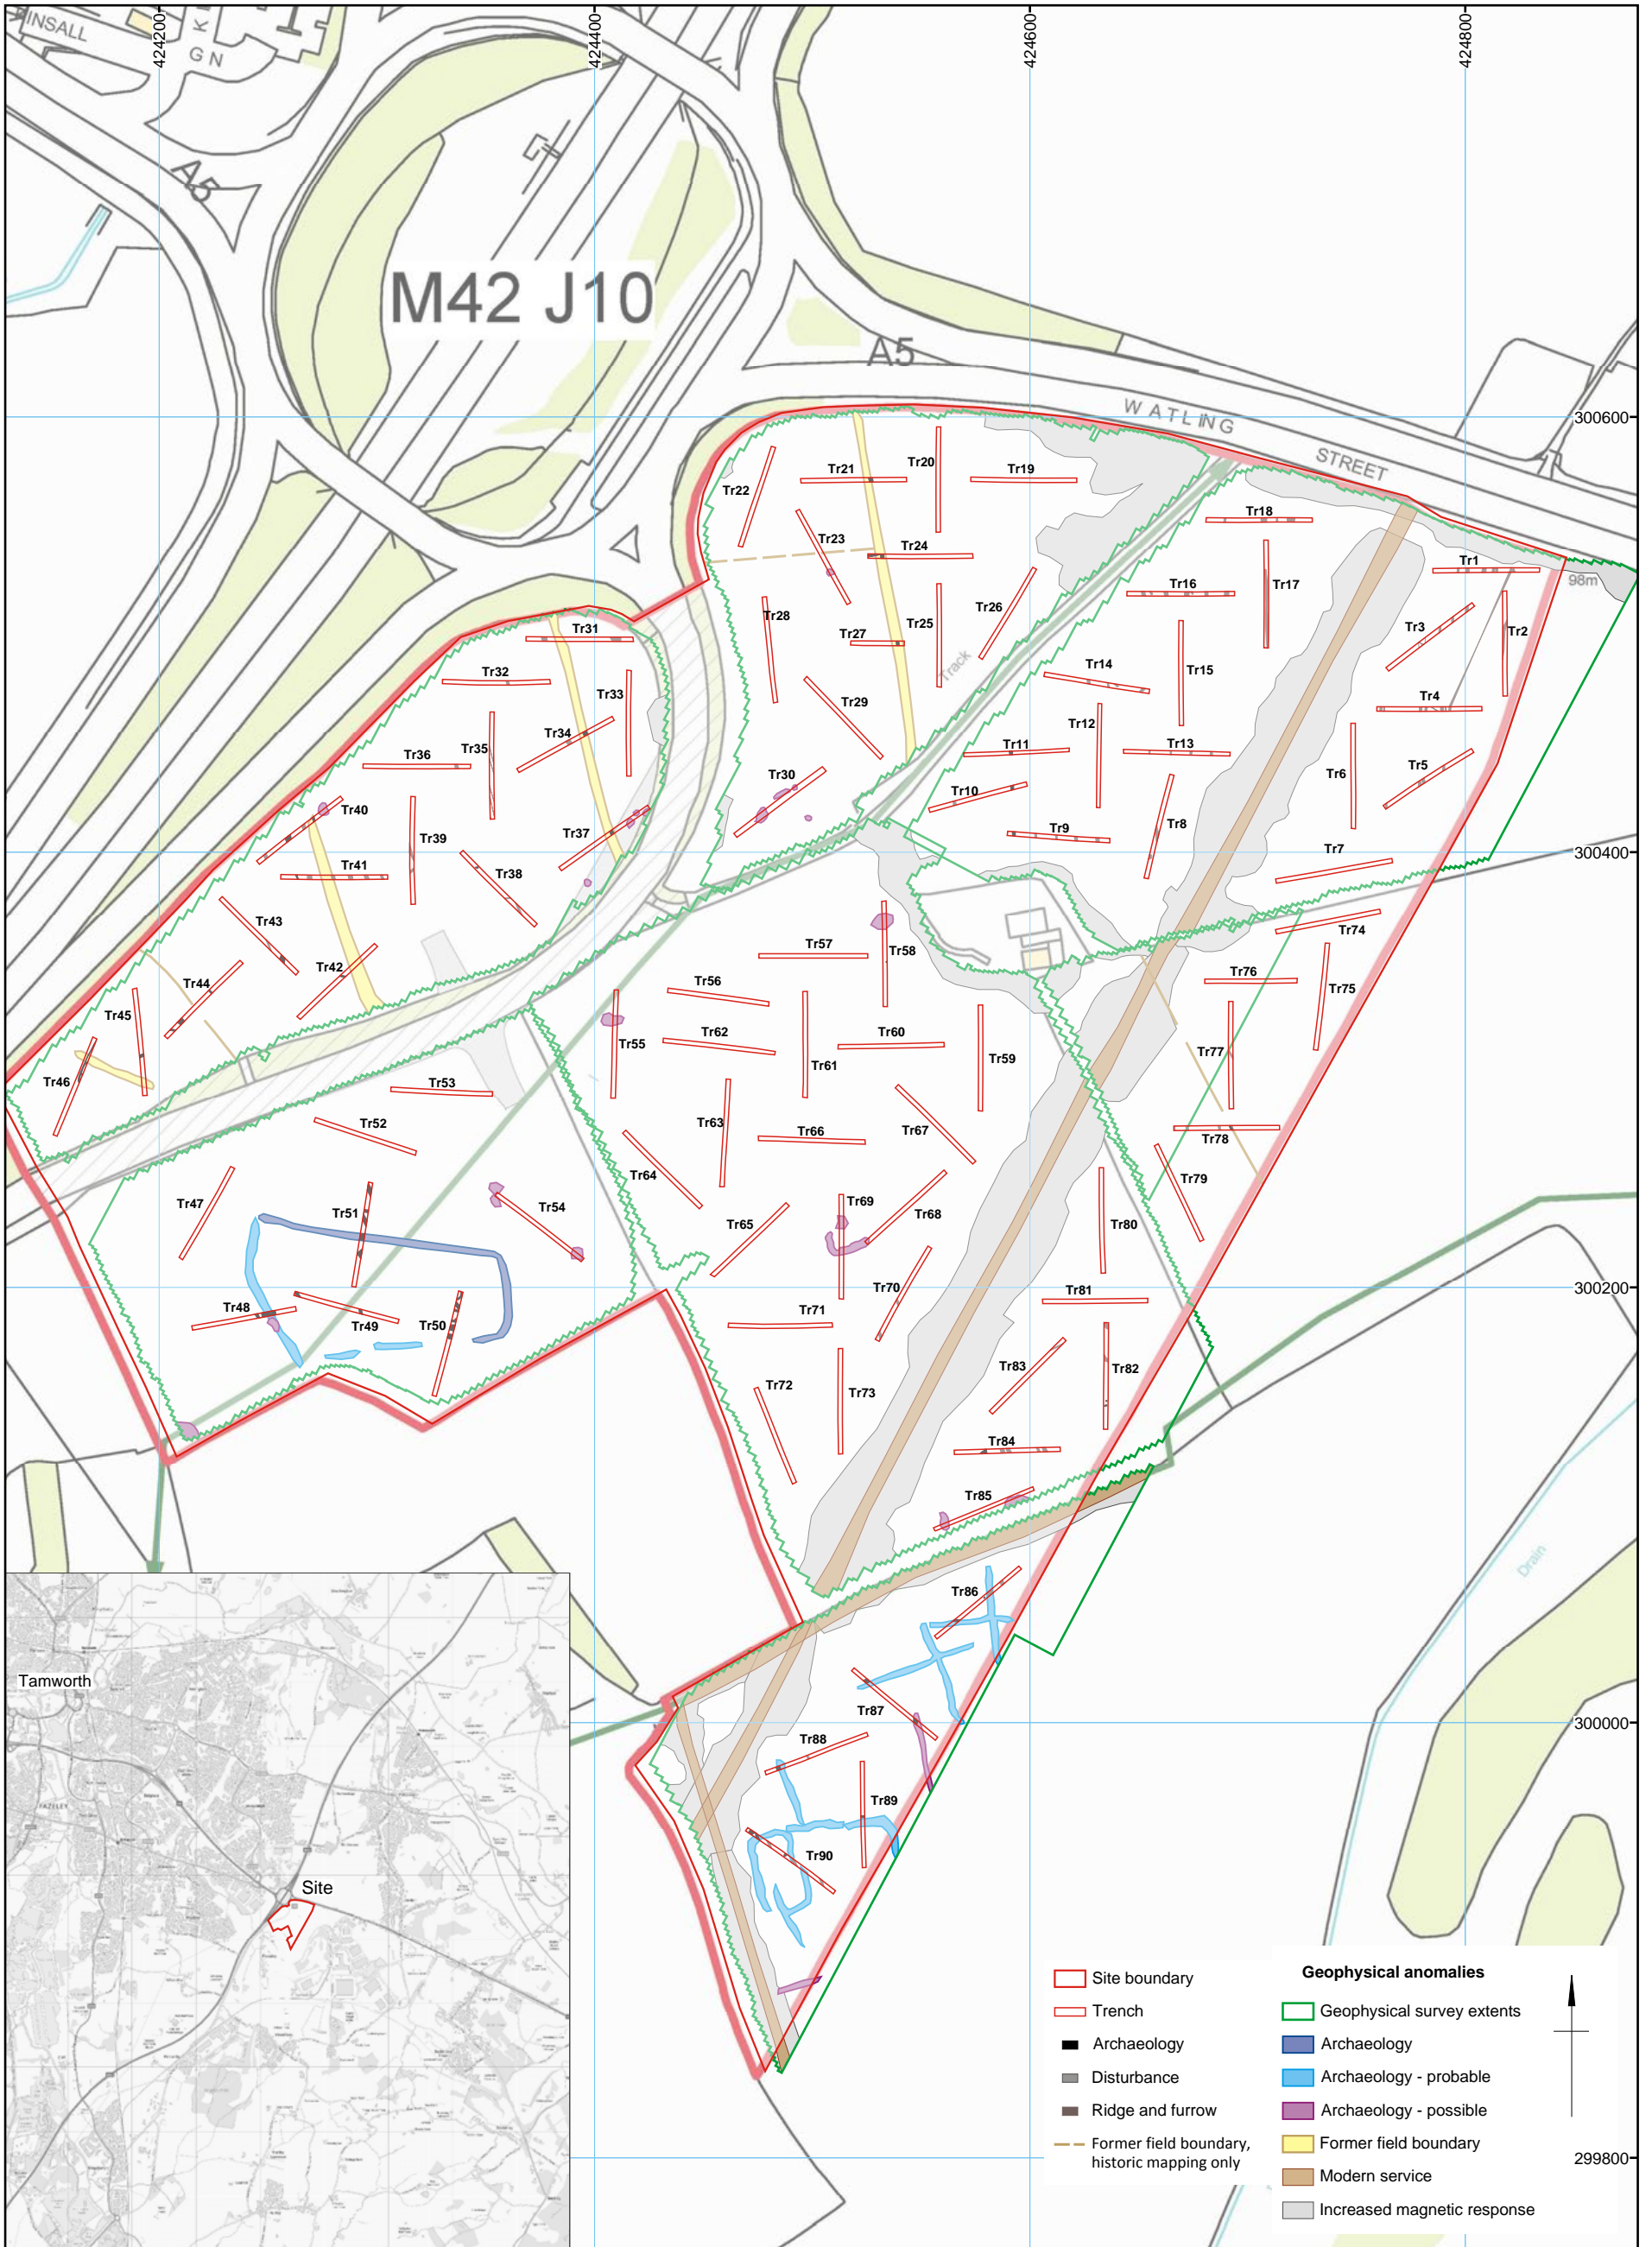 424200
424400
424600
424800
INSALL
GN
A5
M42 J10
A5
WATLING
STREET
300600
98m
Tr20
Tr21
Tr19
Tr22
Tr18
Tr23
Tr24
Tr1
Tr16
Tr17
Tr28
Tr26
Tr25
Tr3
Tr2
Tr31
Tr27
Track
Tr15
Tr14
Tr32
Tr33
Tr4
Tr29
Tr12
Tr34
Tr35
Tr36
Tr11
Tr13
Tr6
Tr5
Tr30
Tr10
Tr40
Tr37
Tr39
Tr9
Tr8
300400
Tr41
Tr38
Tr7
Tr43
Tr74
Tr57
Tr58
Tr42
Tr44
Tr56
Tr76
Tr75
Tr45
Tr62
Tr60
Tr55
Tr61
Tr59
Tr77
Tr46
Tr53
Tr52
Tr63
Tr66
Tr67
Tr78
Tr64
Tr79
Tr47
Tr51
Tr54
Tr69
Tr68
Tr65
Tr80
300200
Tr70
Tr81
Tr48
Tr49
Tr50
Tr71
Tr83
Tr82
Tr72
Tr73
Tr84
Tr85
Drain
Tr86
Tr87
300000
Tr88
Tr89
Tr90
Tamworth
FAZELEY
Site
Site boundary
Trench
Archaeology
Disturbance
Ridge and furrow
Former field boundary,
historic mapping only
Geophysical anomalies
Geophysical survey extents
Archaeology
Archaeology - probable
Archaeology - possible
Former field boundary
Modern service
Increased magnetic response
299800